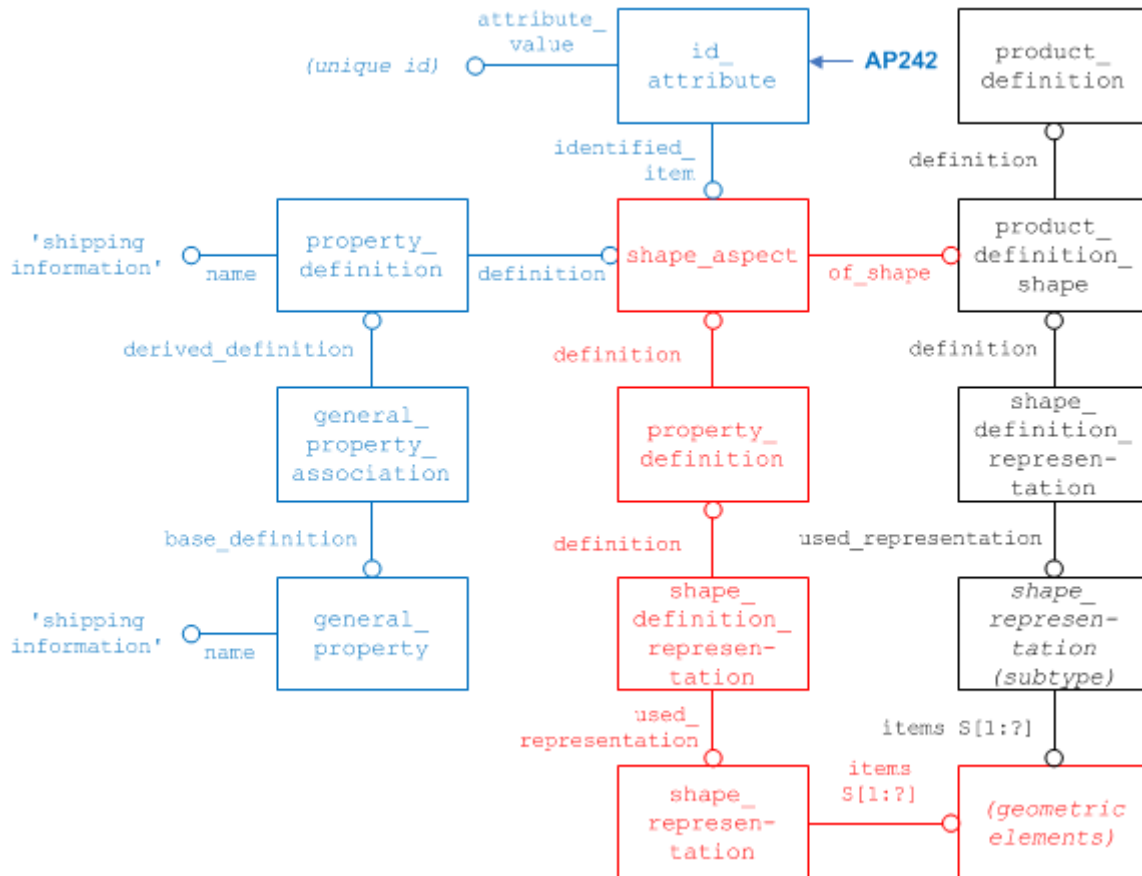 attribute_
value
(unique id)
id_
attribute
AP242
product_
definition
identified_
item
definition
'shipping
information'
name
property_
definition
definition
shape_aspect
of_shape
product_
definition_
shape
derived_definition
definition
definition
general_
property_
association
property_
definition
shape_
definition_
represen-
tation
base_definition
definition
used_representation
'shipping
information'
name
general_
property
shape_
definition_
represen-
tation
shape_
represen-
tation
(subtype)
used_
representation
items S[1:?]
shape_
represen-
tation
items
S[1:?]
(geometric
elements)